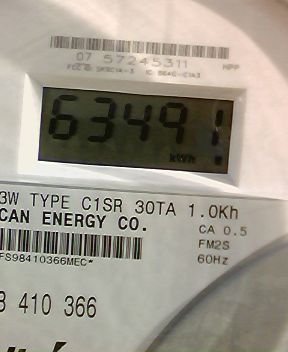 07 57245311
63491
kWh
3W TYPE C1SR 30TA 1.0Kh
CAN ENERGY CO.
CA 0.5
FM2S
60Hz
FS98410366MEC*
3 410 366